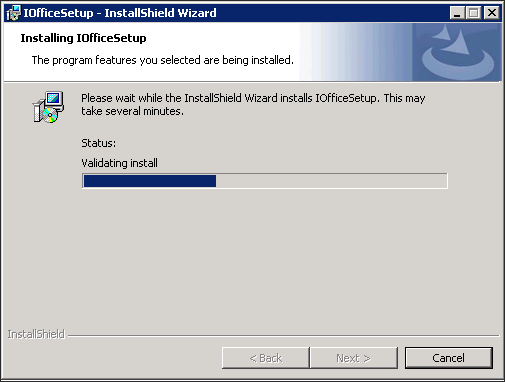 IOfficeSetup - InstallShield Wizard
Installing IOfficeSetup
The program features you selected are being installed.
Please wait while the InstallShield Wizard installs IOfficeSetup. This may
take several minutes.
Status:
Validating install
InstallShield
< Back
Next >
Cancel